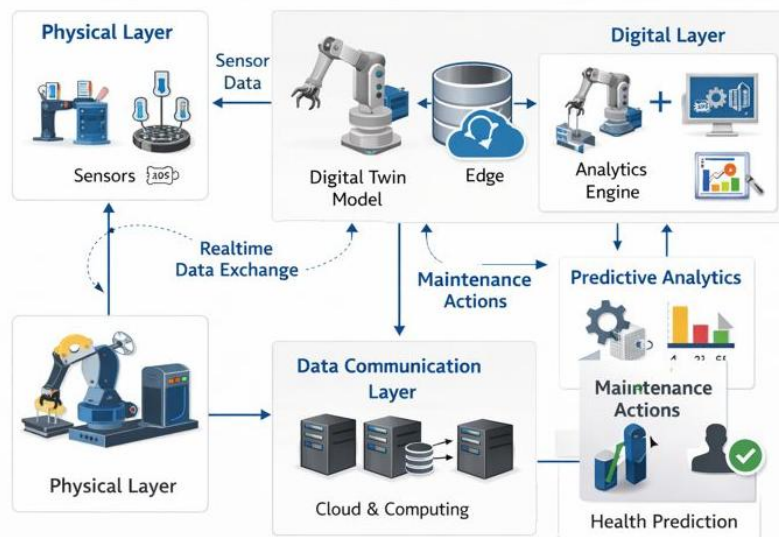 Physical Layer
Sensors
Sensor
Data
Digital Layer
Digital Twin
Model
Edge
+
Analytics
Engine
Realtime
Data Exchange
Maintenance
Actions
Predictive Analytics
Physical Layer
Data Communication
Layer
Cloud & Computing
Maintenance
Actions
Health Prediction